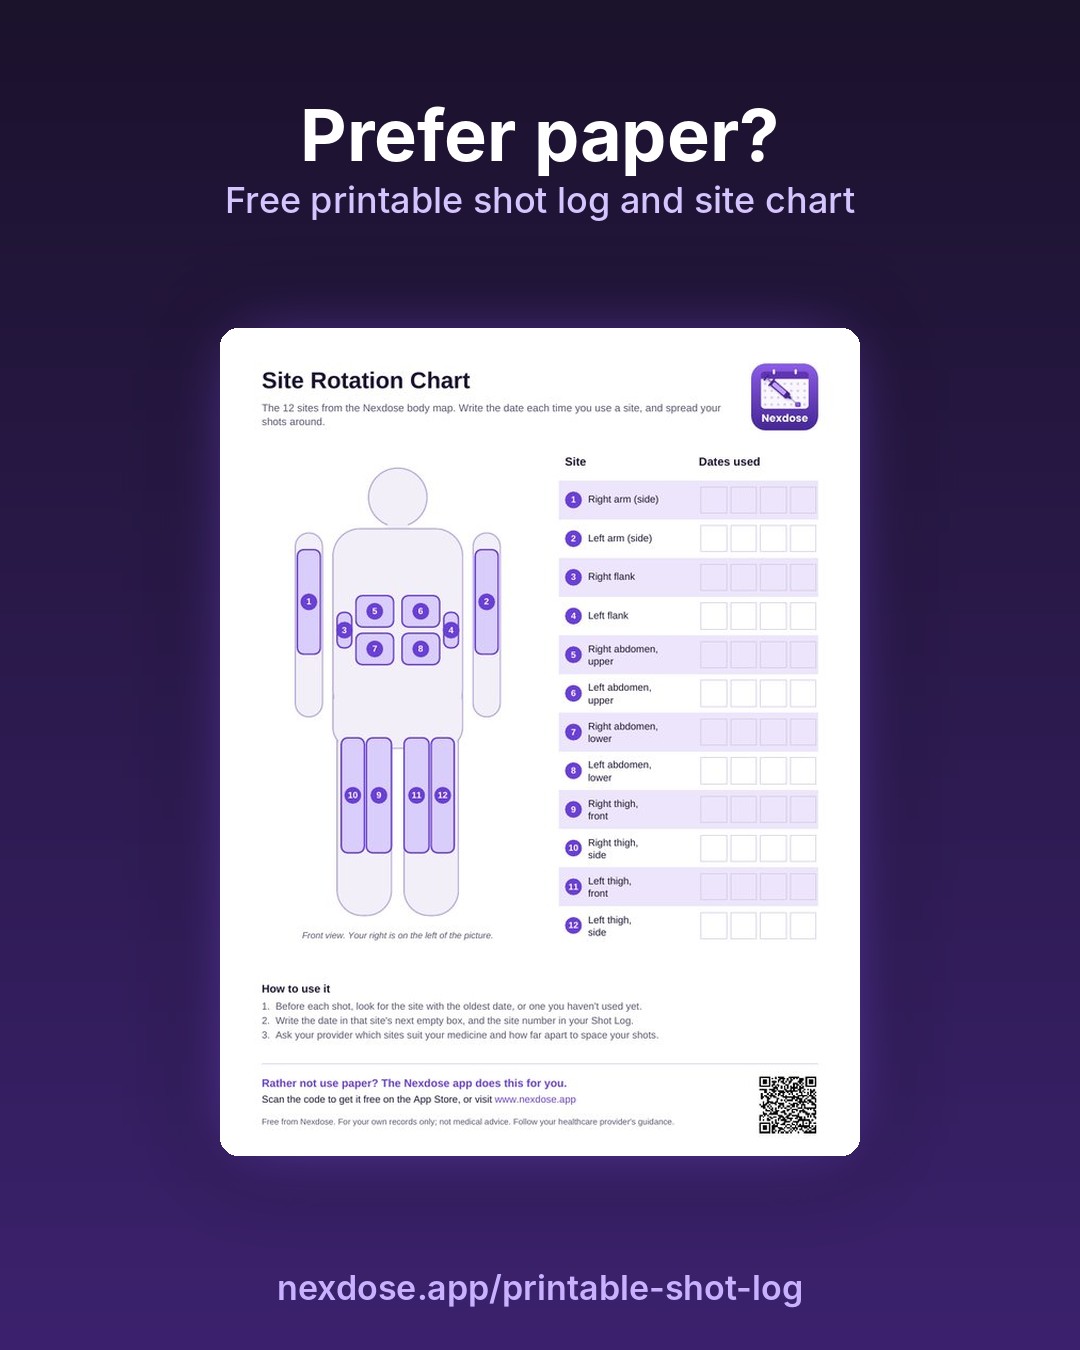 Prefer paper?
Free printable shot log and site chart
Site Rotation Chart
The 12 sites from the Nexdose body map. Write the date each time you use a site, and spread your
shots around.
Nexdose
Site Dates used
1 Right arm (side)
2 Left arm (side)
3 Right flank
4 Left flank
5 Right abdomen,
upper
6 Left abdomen,
upper
7 Right abdomen,
lower
8 Left abdomen,
lower
9 Right thigh,
front
10 Right thigh,
side
11 Left thigh,
front
12 Left thigh,
side
1 2
5 6
3 4
7 8
10 9 11 12
Front view. Your right is on the left of the picture.
How to use it
1. Before each shot, look for the site with the oldest date, or one you haven't used yet.
2. Write the date in that site's next empty box, and the site number in your Shot Log.
3. Ask your provider which sites suit your medicine and how far apart to space your shots.
Rather not use paper? The Nexdose app does this for you.
Scan the code to get it free on the App Store, or visit www.nexdose.app
Free from Nexdose. For your own records only; not medical advice. Follow your healthcare provider's guidance.
nexdose.app/printable-shot-log